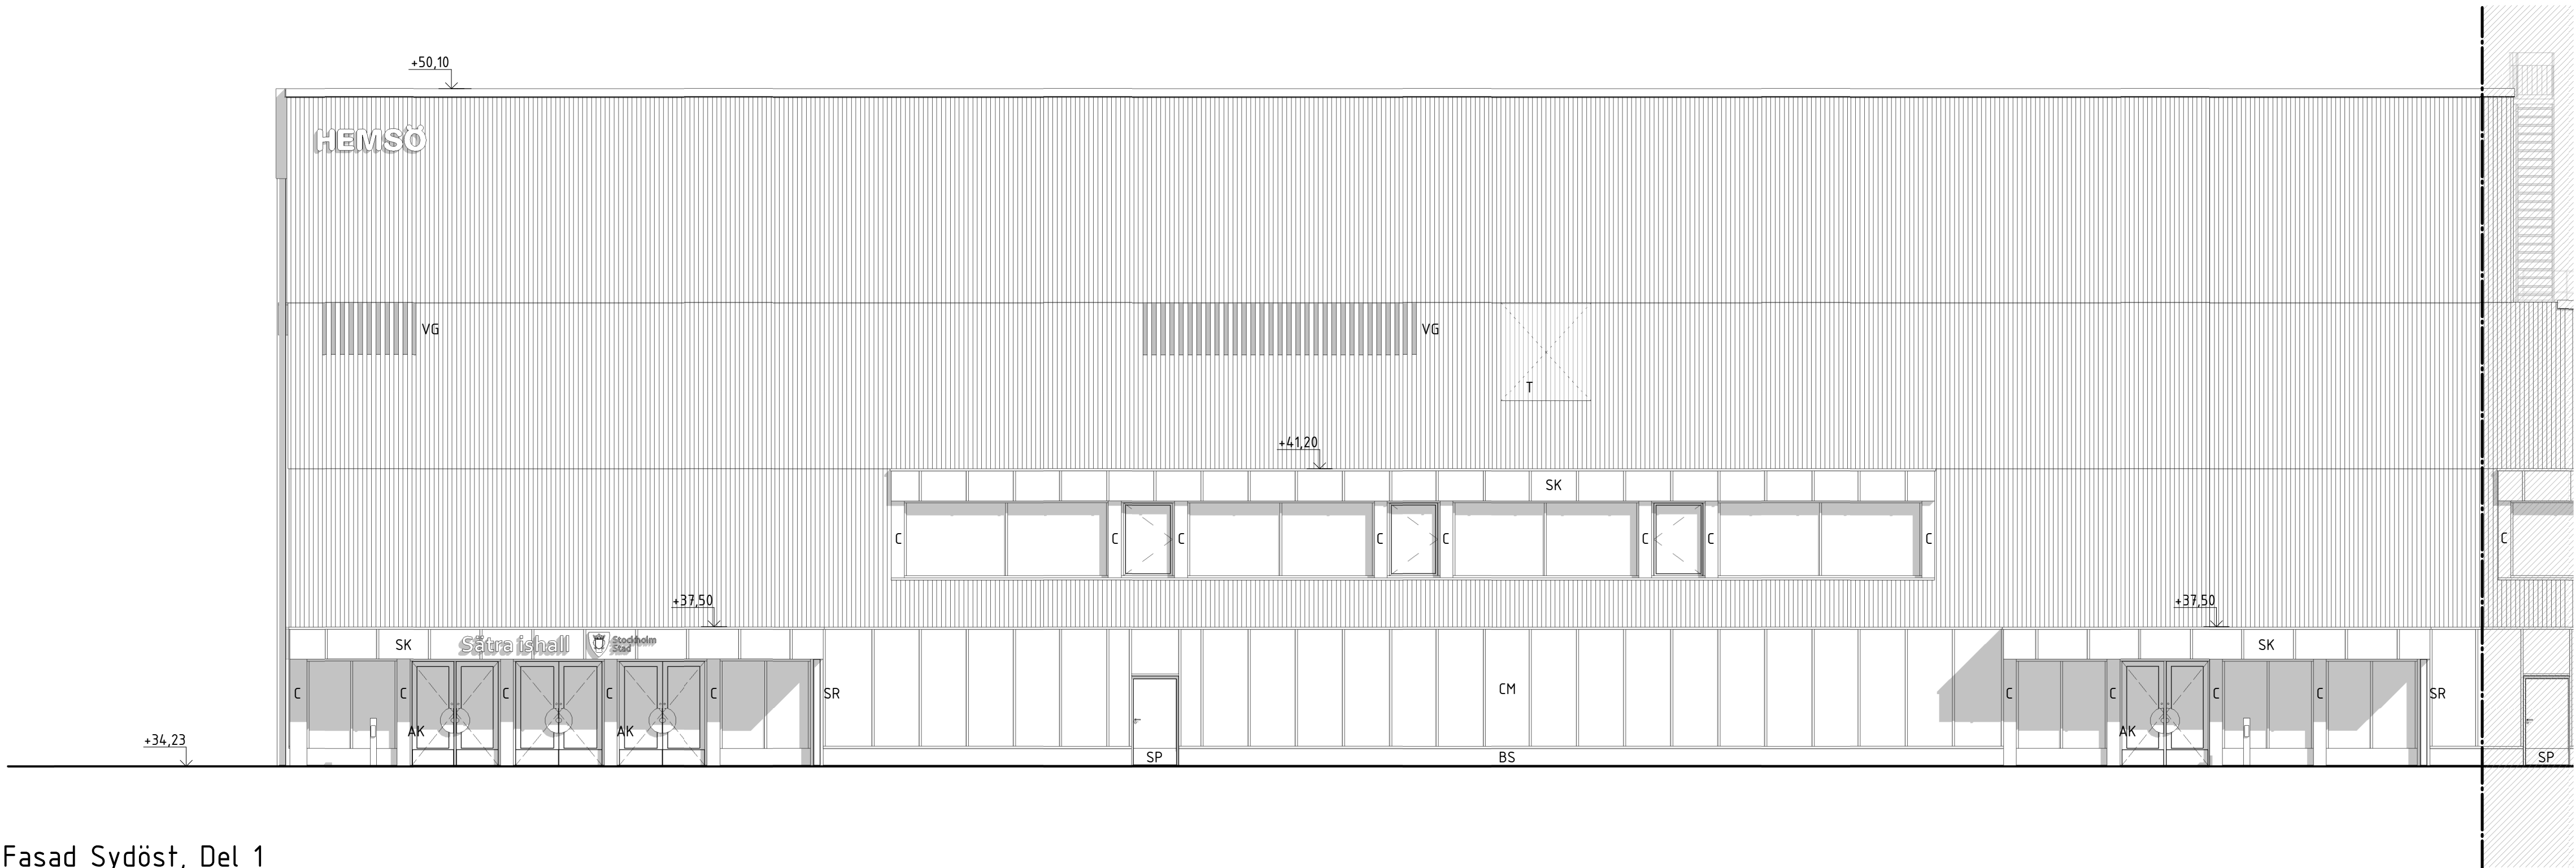 +50,10
HEMSÖ
VG
VG
T
+41,20
SK
C C C C C C C C C
+37,50
+37,50
SK Sätra ishall Stockholm
Stad
SK
C C C C C SR
CM
C C C C SR
AK AK AK
+34,23
SP BS SP
Fasad Sydöst, Del 1